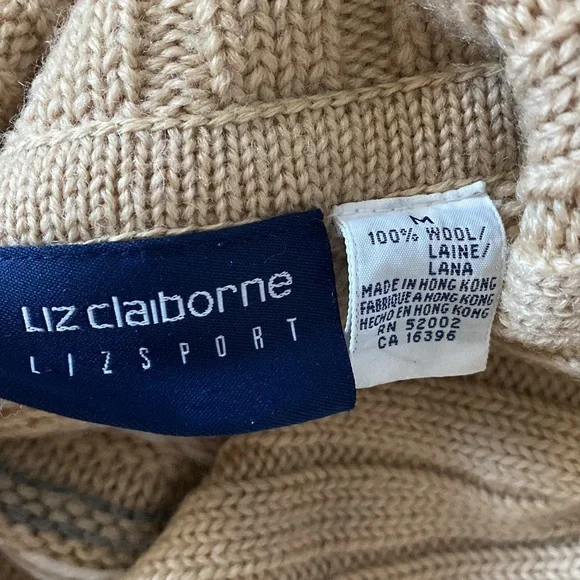 Liz claiborne
LIZSPORT
M
100% WOOL/
LAINE/
LANA
MADE IN HONG KONG
FABRIQUE A HONG KONG
HECHO EN HONG KONG
RN 52002
CA 16396